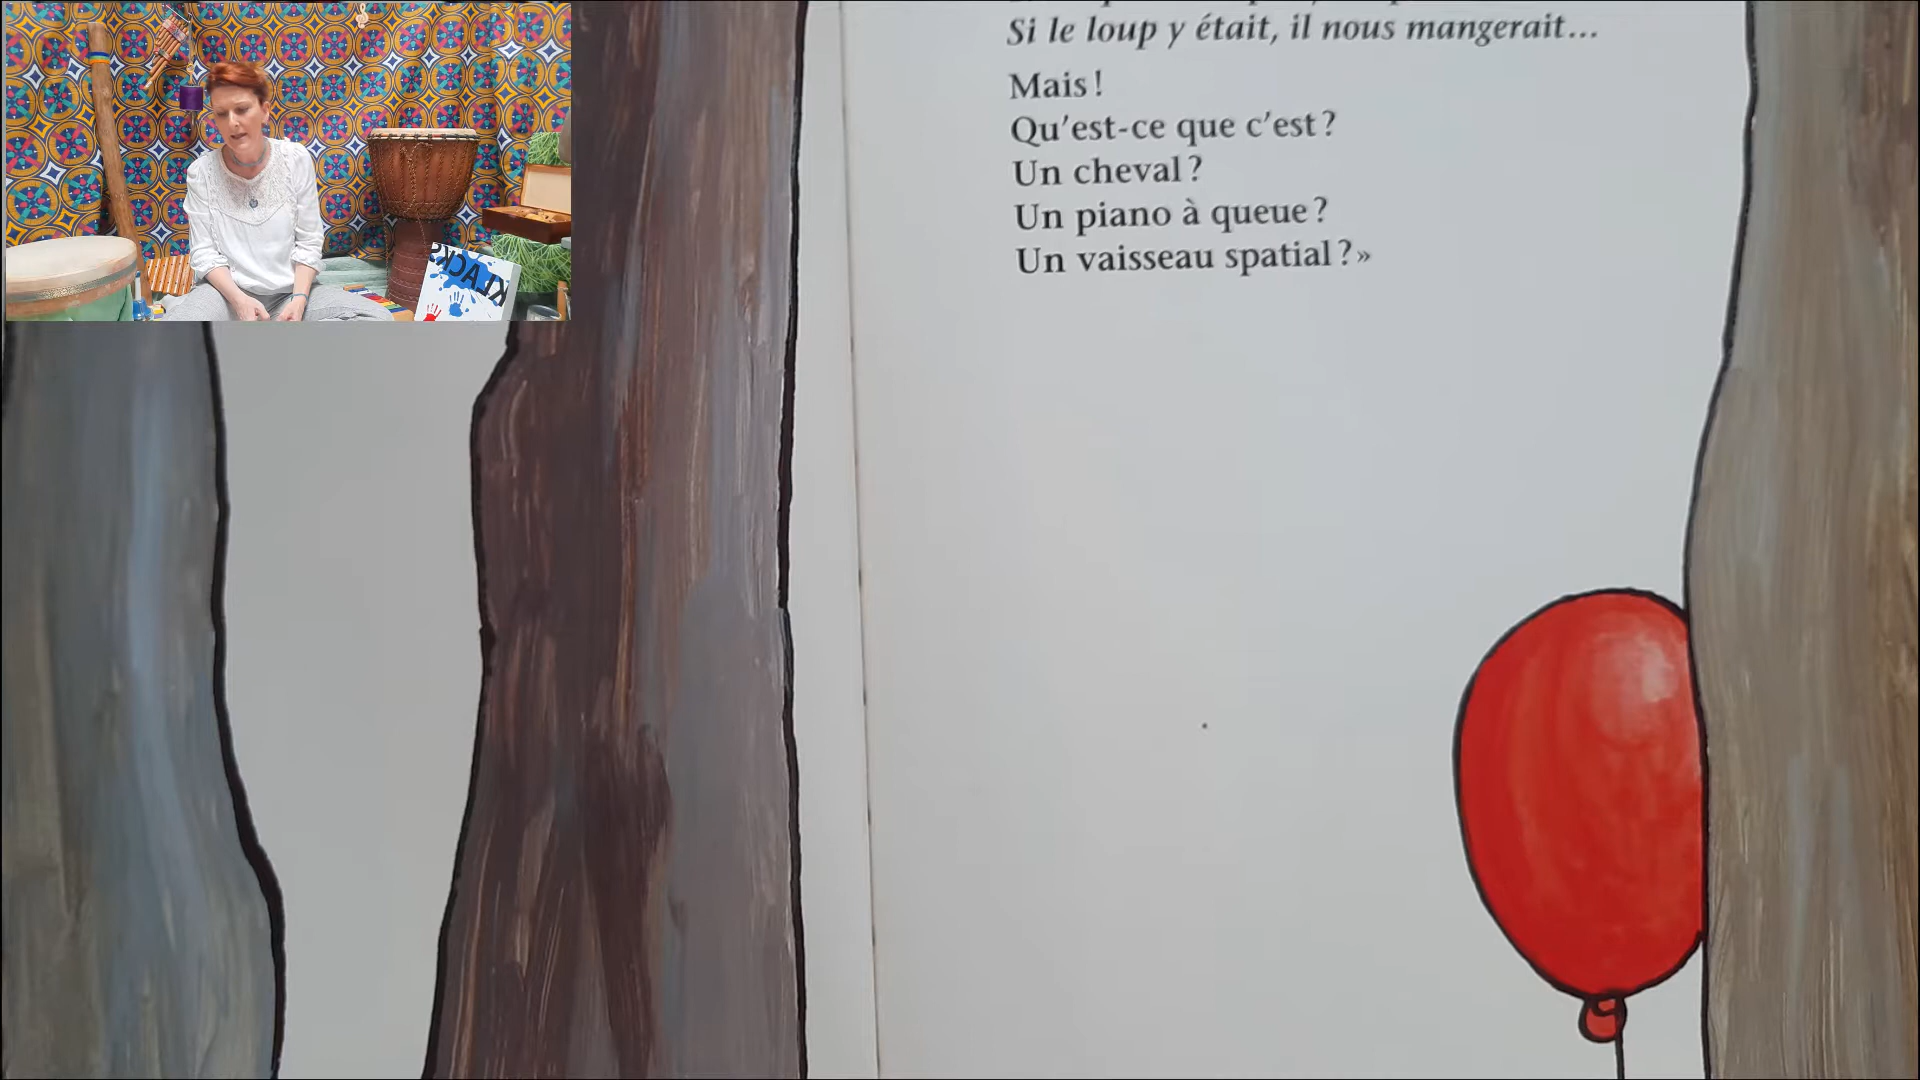 Si le loup y était, il nous mangerait...
Mais !
Qu'est-ce que c'est ?
Un cheval ?
Un piano à queue ?
Un vaisseau spatial ? »